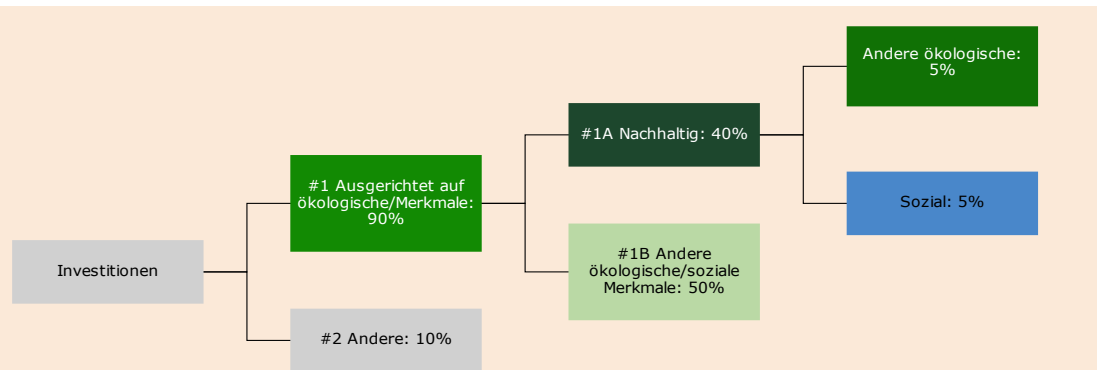 Andere ökologische:
5%
#1A Nachhaltig: 40%
#1 Ausgerichtet auf
ökologische/Merkmale:
90%
Sozial: 5%
#1B Andere
ökologische/soziale
Merkmale: 50%
Investitionen
#2 Andere: 10%